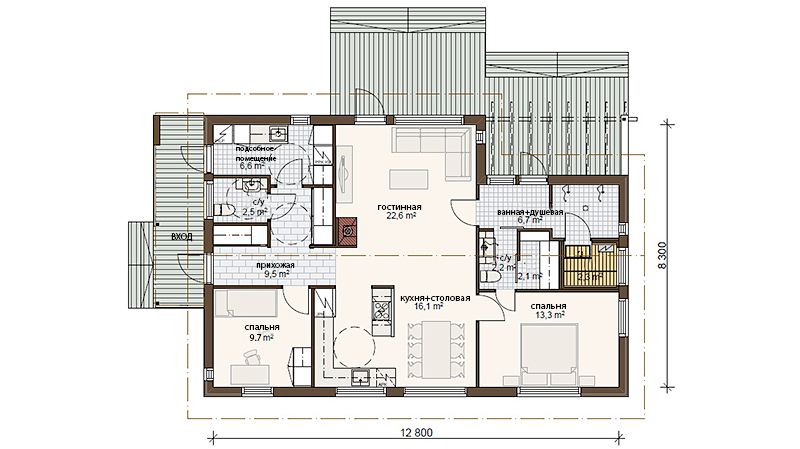 подсобное
помещение
6,6 m²
с/у
2,5 m²
ВХОД
прихожая
9,5 m²
гостинная
22,6 m²
ванная+душевая
6,7 m²
с/у
2,2 m²
2,1 m²
2,3 m²
кухня+столовая
16,1 m²
спальня
13,3 m²
спальня
9.7 m²
8 300
12 800